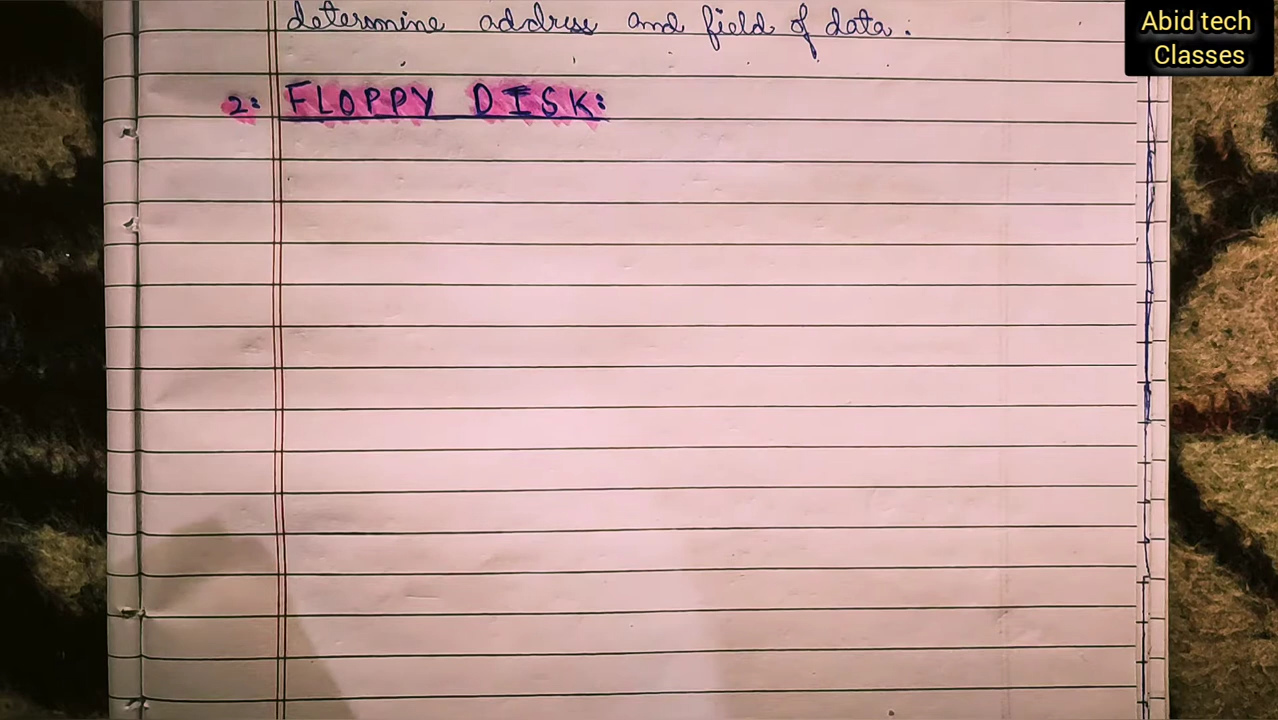 determine address and field of data.
Abid tech
Classes
2: FLOPPY DISK: